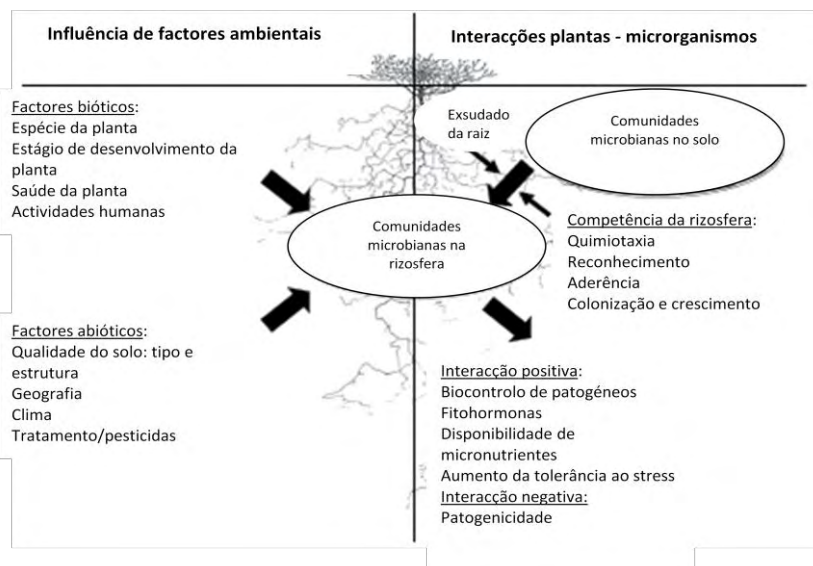 Influência de factores ambientais
Interacções plantas - microrganismos
Factores bióticos:
Espécie da planta
Estágio de desenvolvimento da
planta
Saúde da planta
Actividades humanas
Exsudado
da raiz
Comunidades
microbianas no solo
Comunidades
microbianas na
rizosfera
Competência da rizosfera:
Quimiotaxia
Reconhecimento
Aderência
Colonização e crescimento
Factores abióticos:
Qualidade do solo: tipo e
estrutura
Geografia
Clima
Tratamento/pesticidas
Interacção positiva:
Biocontrolo de patogéneos
Fitohormonas
Disponibilidade de
micronutrientes
Aumento da tolerância ao stress
Interacção negativa:
Patogenicidade